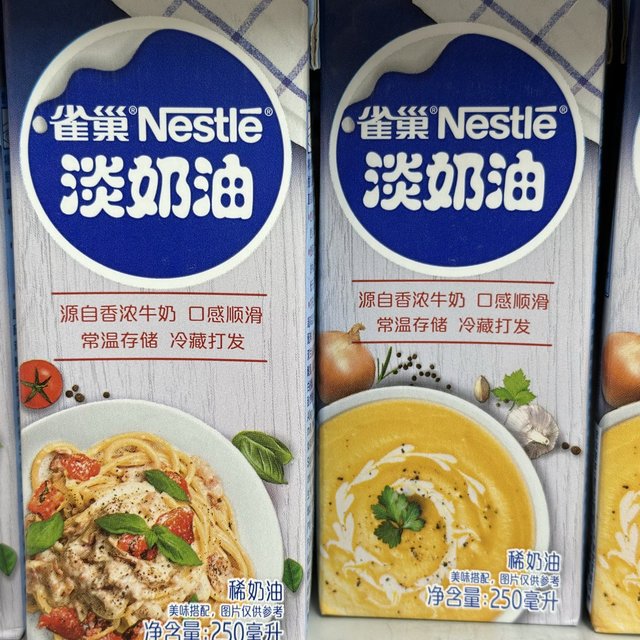 雀巢®Nestlé®
淡奶油
源自香浓牛奶 口感顺滑
常温存储 冷藏打发
稀奶油
美味搭配,图片仅供参考
净含量:250毫升
雀巢®Nestlé®
淡奶油
源自香浓牛奶 口感顺滑
常温存储 冷藏打发
稀奶油
美味搭配,图片仅供参考
净含量:250毫升